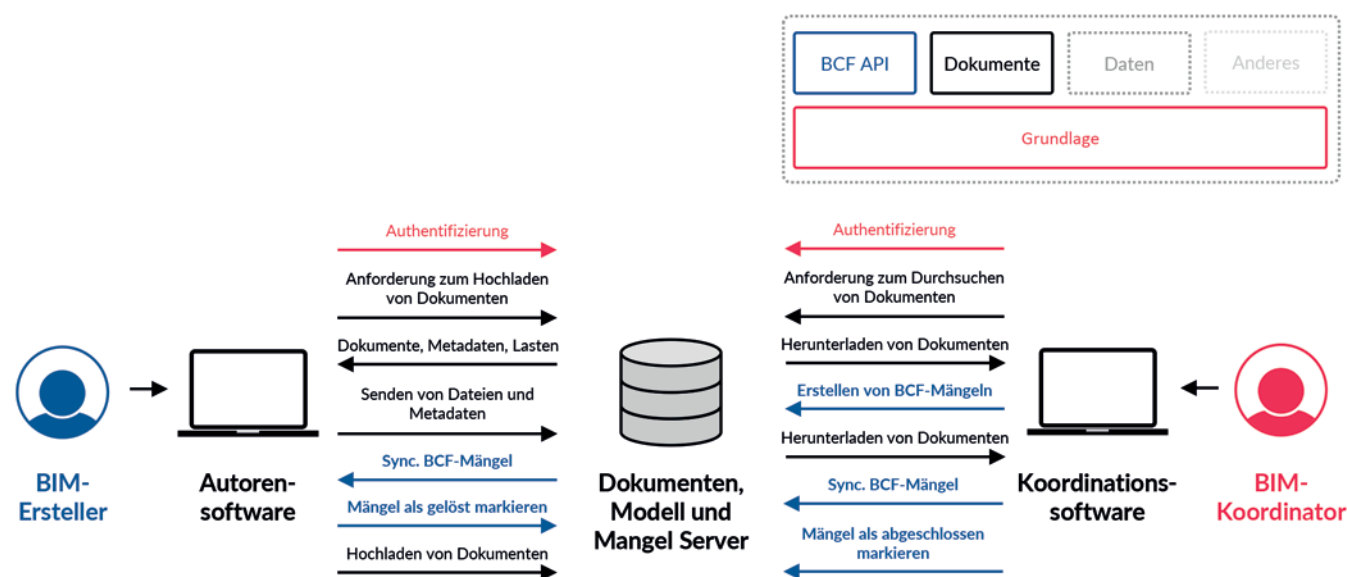 BCF API
Dokumente
Daten
Anderes
Grundlage
Authentifizierung
Anforderung zum Hochladen
von Dokumenten
Dokumente, Metadaten, Lasten
Senden von Dateien und
Metadaten
Sync. BCF-Mängel
Mängel als gelöst markieren
Hochladen von Dokumenten
Authentifizierung
Anforderung zum Durchsuchen
von Dokumenten
Herunterladen von Dokumenten
Erstellen von BCF-Mängeln
Herunterladen von Dokumenten
Sync. BCF-Mängel
Mängel als abgeschlossen
markieren
BIM-
Ersteller
Autoren-
software
Dokumenten,
Modell und
Mangel Server
Koordinations-
software
BIM-
Koordinator